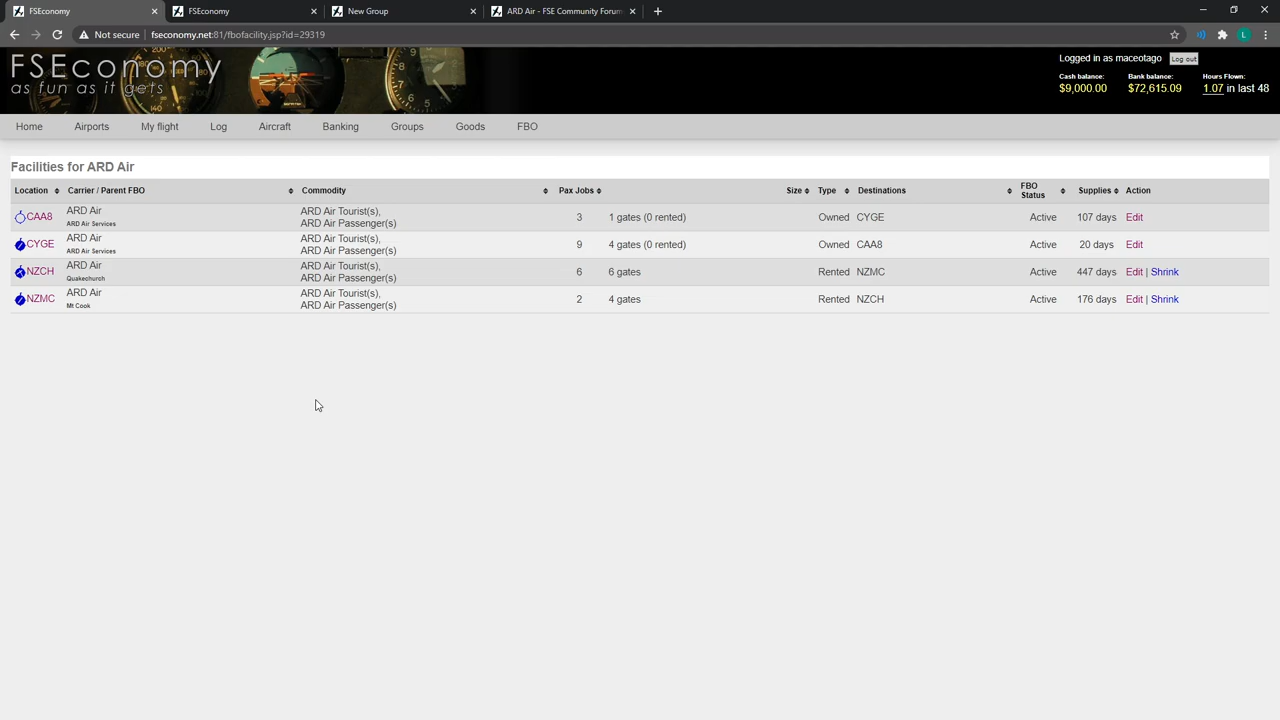 FSEconomy
FSEconomy
New Group
ARD Air - FSE Community Forum
Not secure | fseconomy.net:81/fbofacility.jsp?id=29319
L
FSEconomy
as fun as it gets
Logged in as maceotago Log out
Cash balance: Bank balance: Hours Flown:
$9,000.00 $72,615.09 1.07 in last 48
Home Airports My flight Log Aircraft Banking Groups Goods FBO
Facilities for ARD Air
Location Carrier / Parent FBO Commodity Pax Jobs Size Type Destinations FBO Status Supplies Action
CAA8 ARD Air ARD Air Tourist(s), 3 1 gates (0 rented) Owned CYGE Active 107 days Edit
ARD Air Services ARD Air Passenger(s)
CYGE ARD Air ARD Air Tourist(s), 9 4 gates (0 rented) Owned CAA8 Active 20 days Edit
ARD Air Services ARD Air Passenger(s)
NZCH ARD Air ARD Air Tourist(s), 6 6 gates Rented NZMC Active 447 days Edit | Shrink
Quakechurch ARD Air Passenger(s)
NZMC ARD Air ARD Air Tourist(s), 2 4 gates Rented NZCH Active 176 days Edit | Shrink
Mt Cook ARD Air Passenger(s)